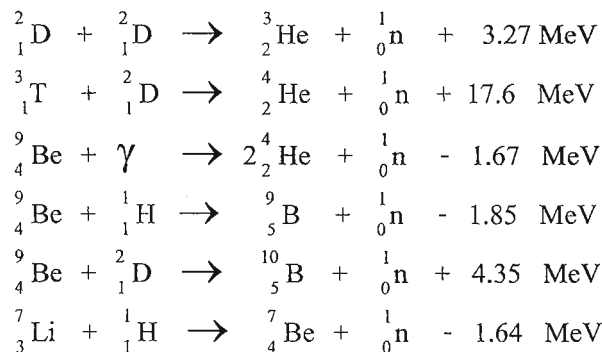 ²₁D + ²₁D → ³₂He + ¹₀n + 3.27 MeV
³₁T + ²₁D → ⁴₂He + ¹₀n + 17.6 MeV
⁹₄Be + γ → 2⁴₂He + ¹₀n - 1.67 MeV
⁹₄Be + ¹₁H → ⁹₅B + ¹₀n - 1.85 MeV
⁹₄Be + ²₁D → ¹⁰₅B + ¹₀n + 4.35 MeV
⁷₃Li + ¹₁H → ⁷₄Be + ¹₀n - 1.64 MeV